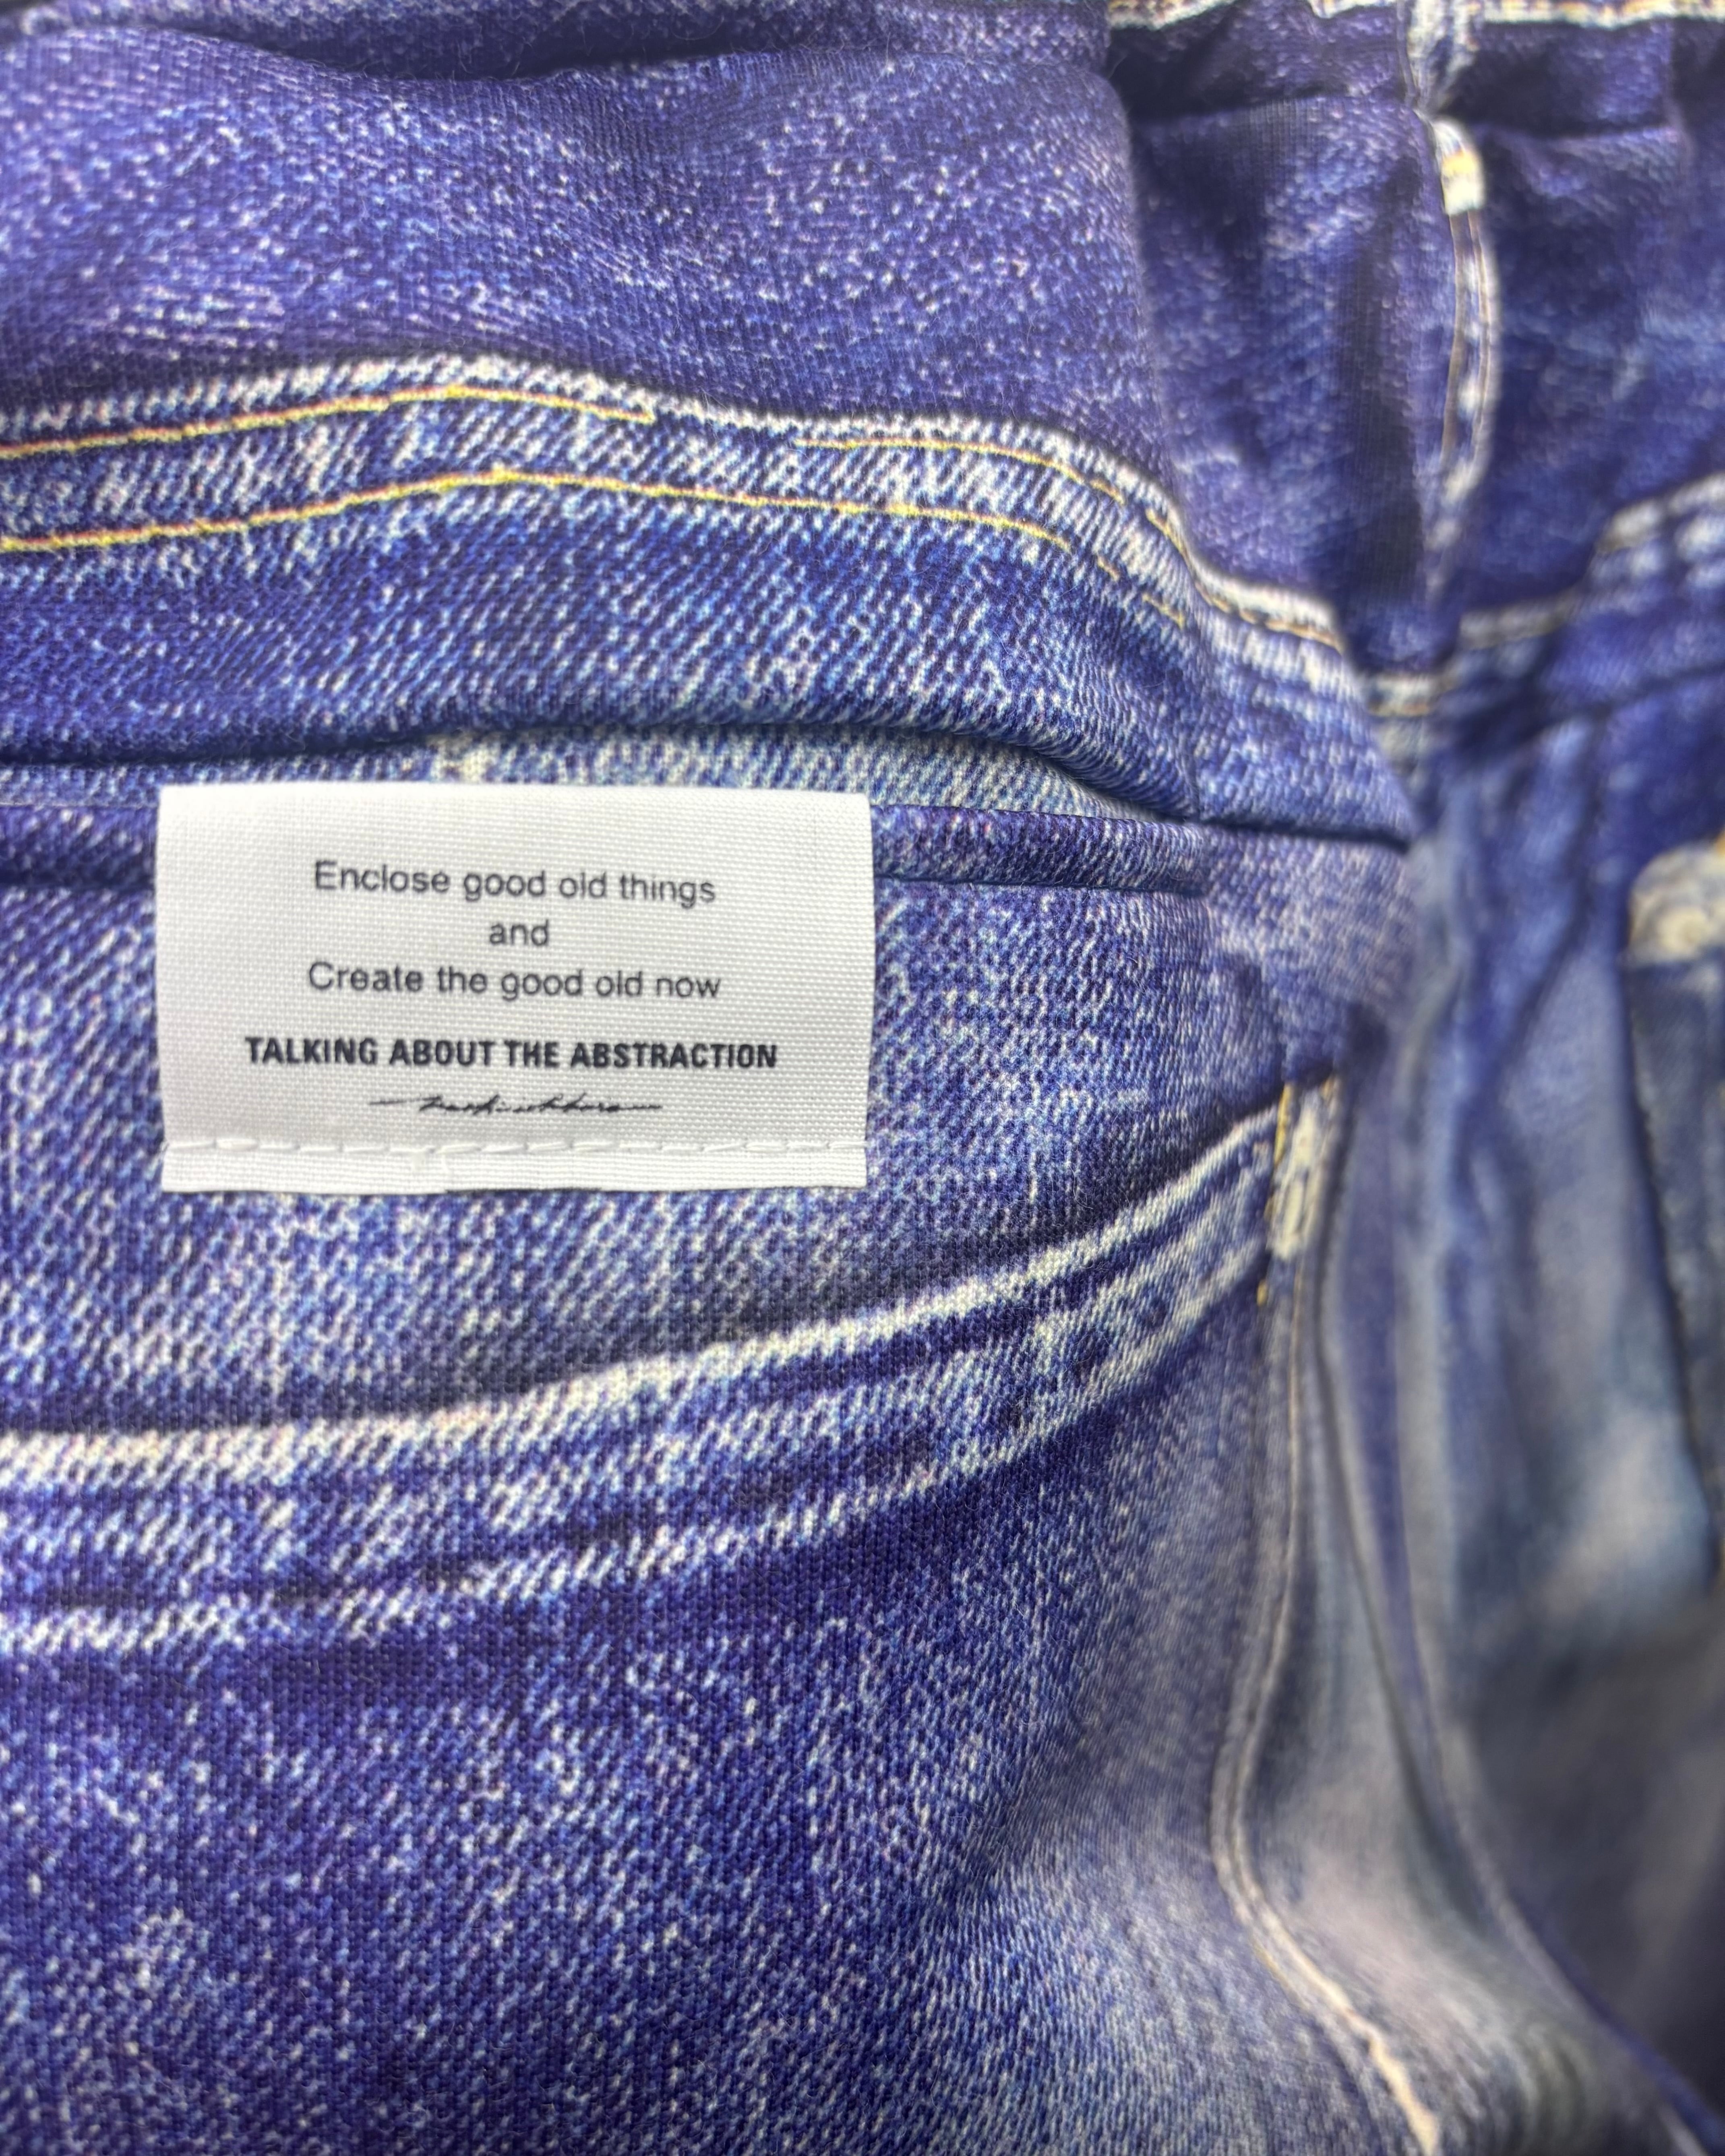 Enclose good old things
and
Create the good old now
TALKING ABOUT THE ABSTRACTION